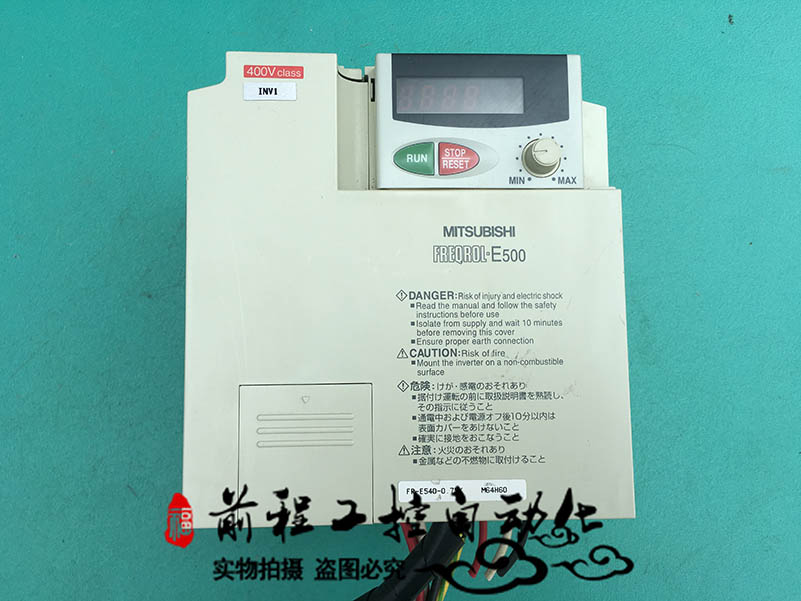 400V class
INV1
RUN
STOP
RESET
MIN
MAX
MITSUBISHI
FREQROL-E500
DANGER: Risk of injury and electric shock
■ Read the manual and follow the safety
instructions before use
■ Isolate from supply and wait 10 minutes
before removing this cover
■ Ensure proper earth connection
CAUTION: Risk of fire
■ Mount the inverter on a non-combustible
surface
危険：けが・感電のおそれあり
■ 据付け運転の前に取扱説明書を熟読し、
その指示に従うこと
■ 通電中および電源オフ後10分以内は
表面カバーをあけないこと
■ 確実に接地をおこなうこと
注意：火災のおそれあり
■ 金属などの不燃物に取付けること
FR-E540-0.75K M64H60
福 前程工控自动化
实物拍摄 盗图必究